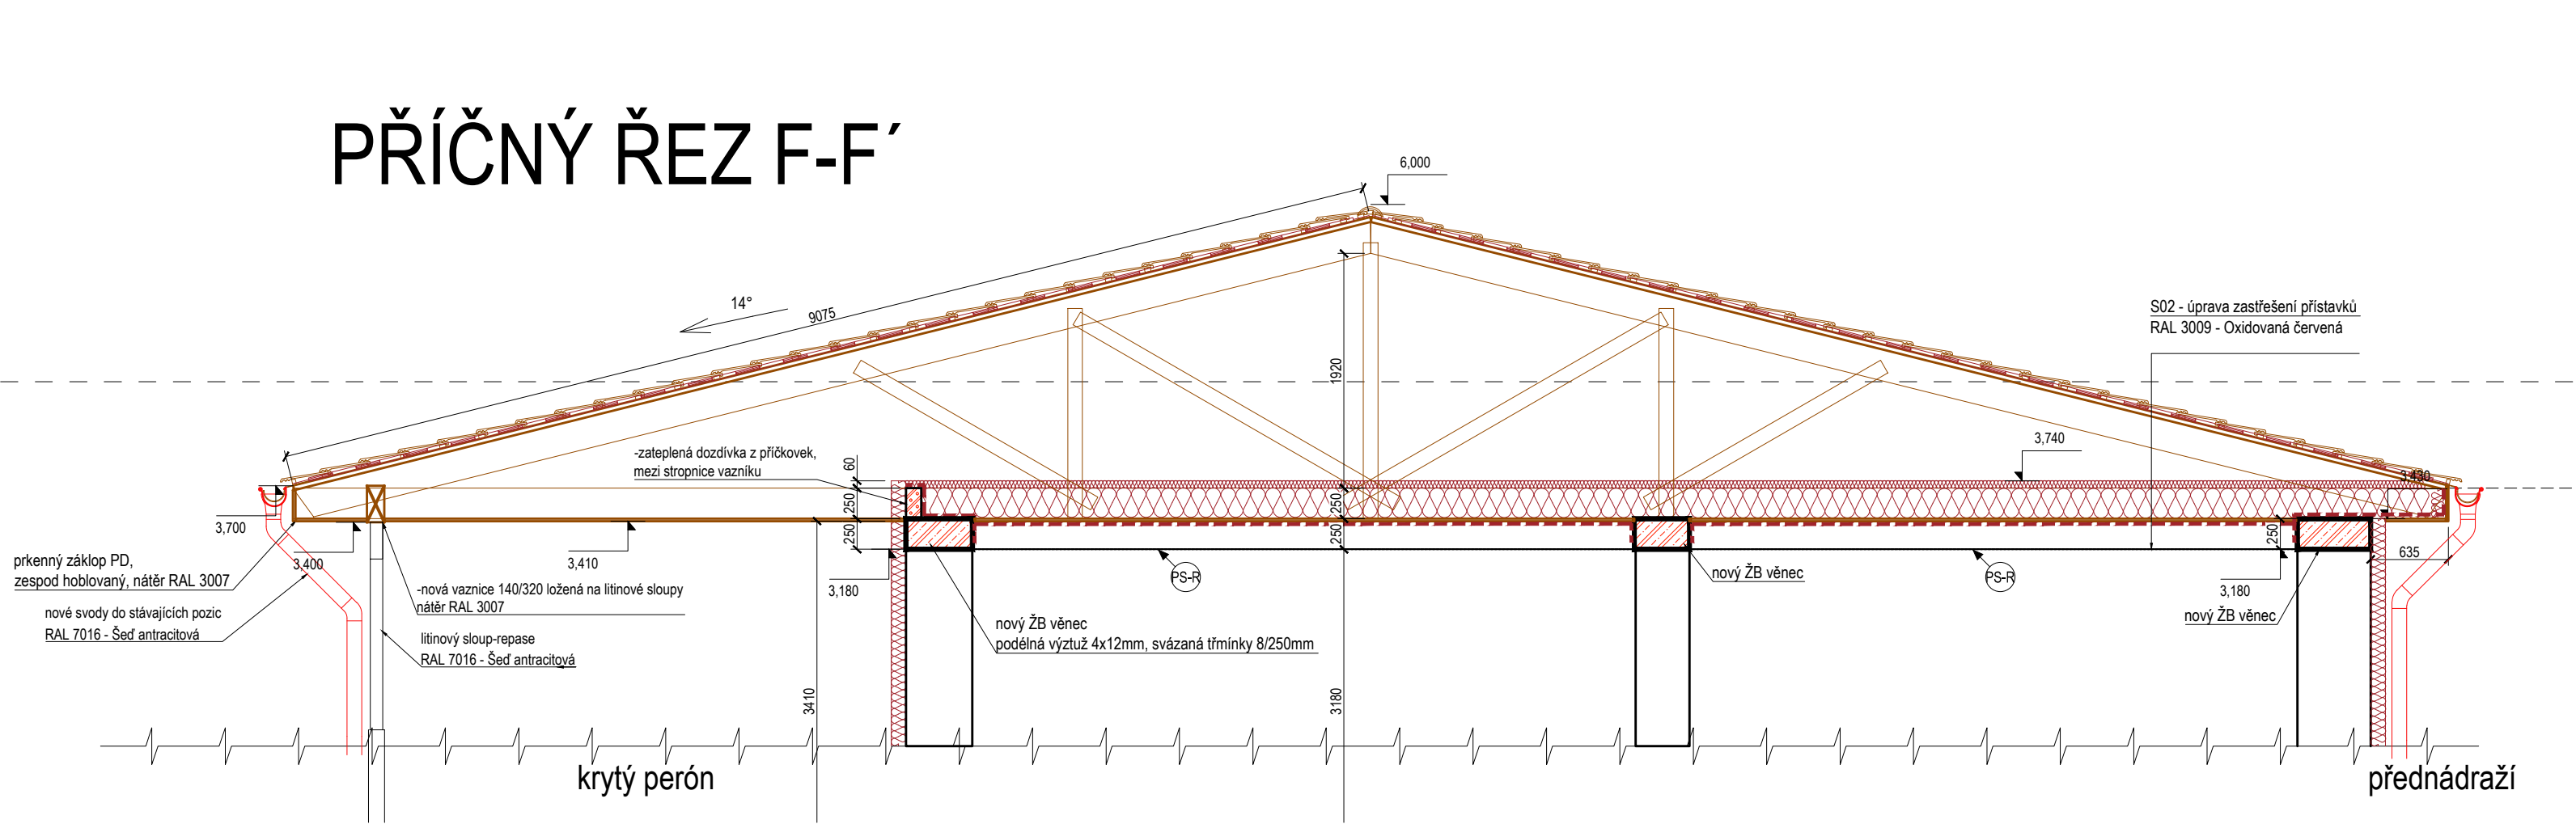 PŘÍČNÝ ŘEZ F-F´
6,000
14°
9075
S02 - úprava zastřešení přístavků
RAL 3009 - Oxidovaná červená
1920
3,740
-zateplená dozdívka z příčkovek,
mezi stropnice vazníku
60
250
250
250
250
3,430
250
635
3,700
3,400
3,410
3,180
3,180
prkenný záklop PD,
zespod hoblovaný, nátěr RAL 3007
-nová vaznice 140/320 ložená na litinové sloupy
nátěr RAL 3007
nové svody do stávajících pozic
RAL 7016 - Šeď antracitová
litinový sloup-repase
RAL 7016 - Šeď antracitová
PS-R
PS-R
nový ŽB věnec
nový ŽB věnec
nový ŽB věnec
podélná výztuž 4x12mm, svázaná třmínky 8/250mm
3410
3180
krytý perón
přednádraží